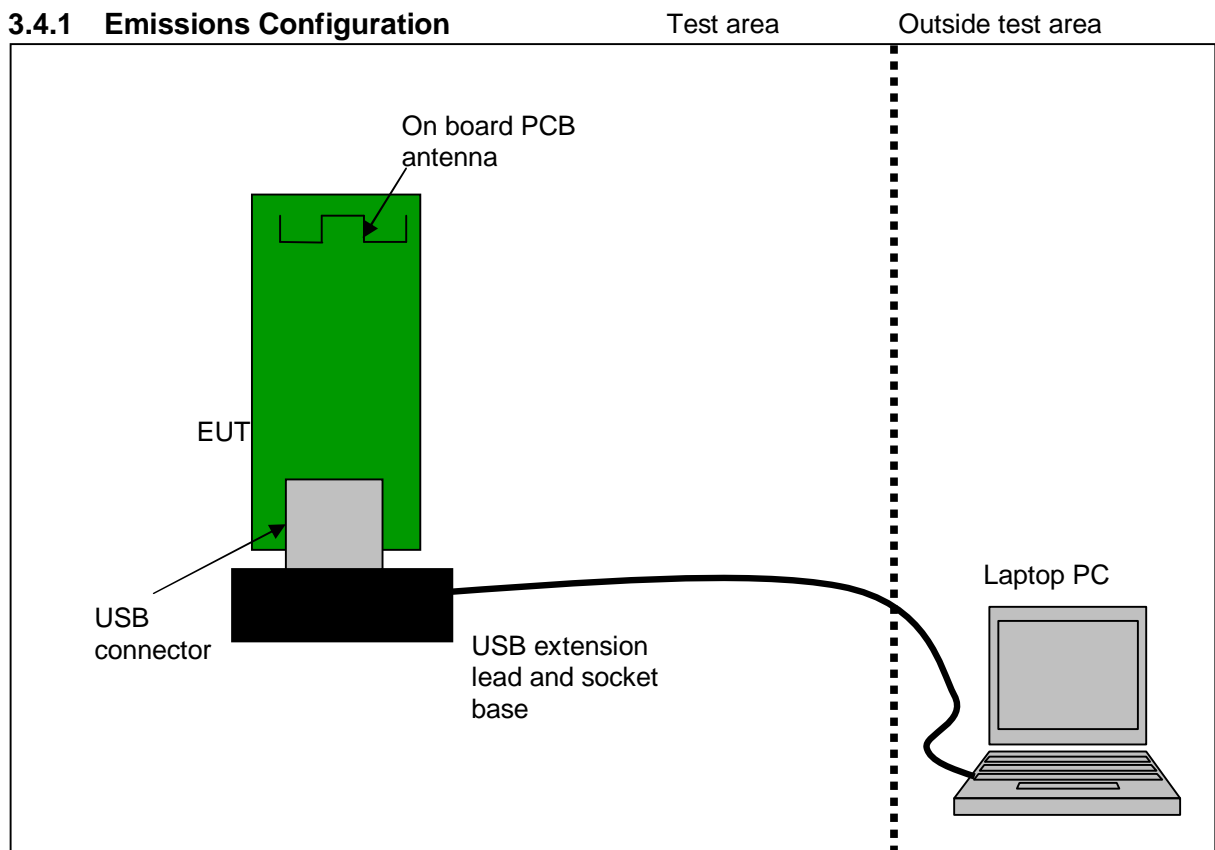 3.4.1 Emissions Configuration Test area Outside test area
On board PCB
antenna
EUT
Laptop PC
USB
connector
USB extension
lead and socket
base